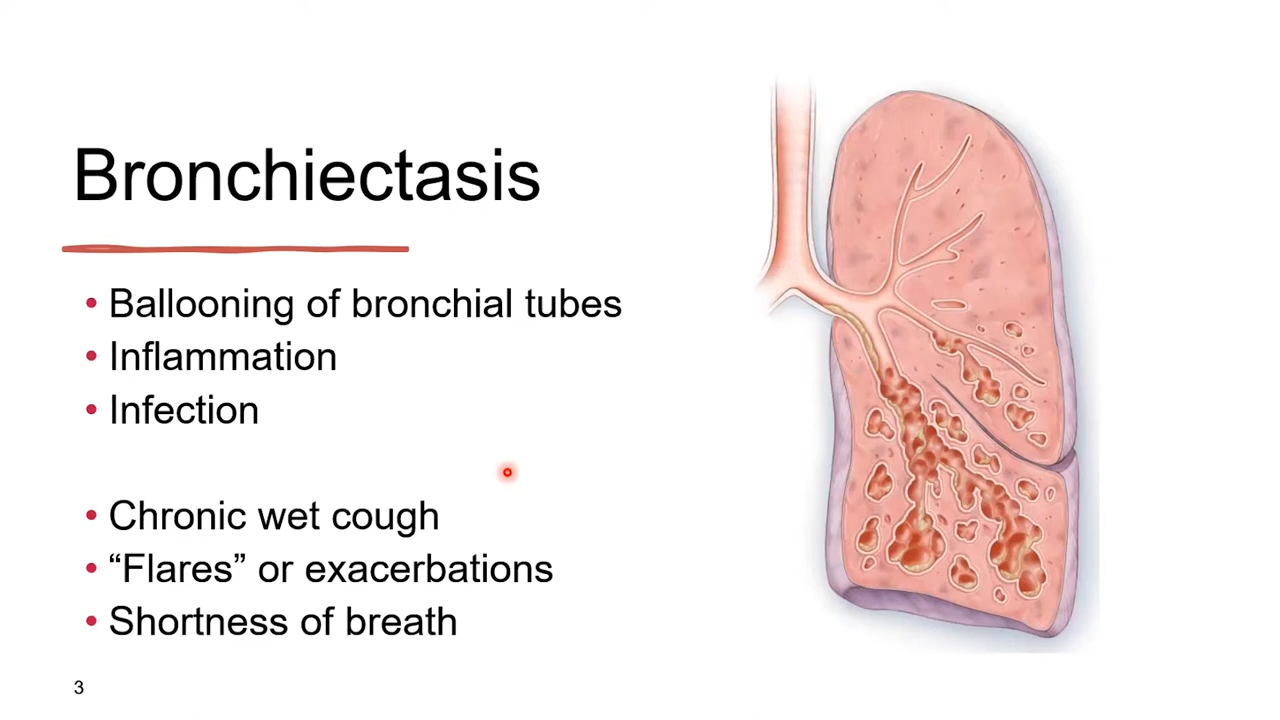 Bronchiectasis
• Ballooning of bronchial tubes
• Inflammation
• Infection
• Chronic wet cough
• “Flares” or exacerbations
• Shortness of breath
3